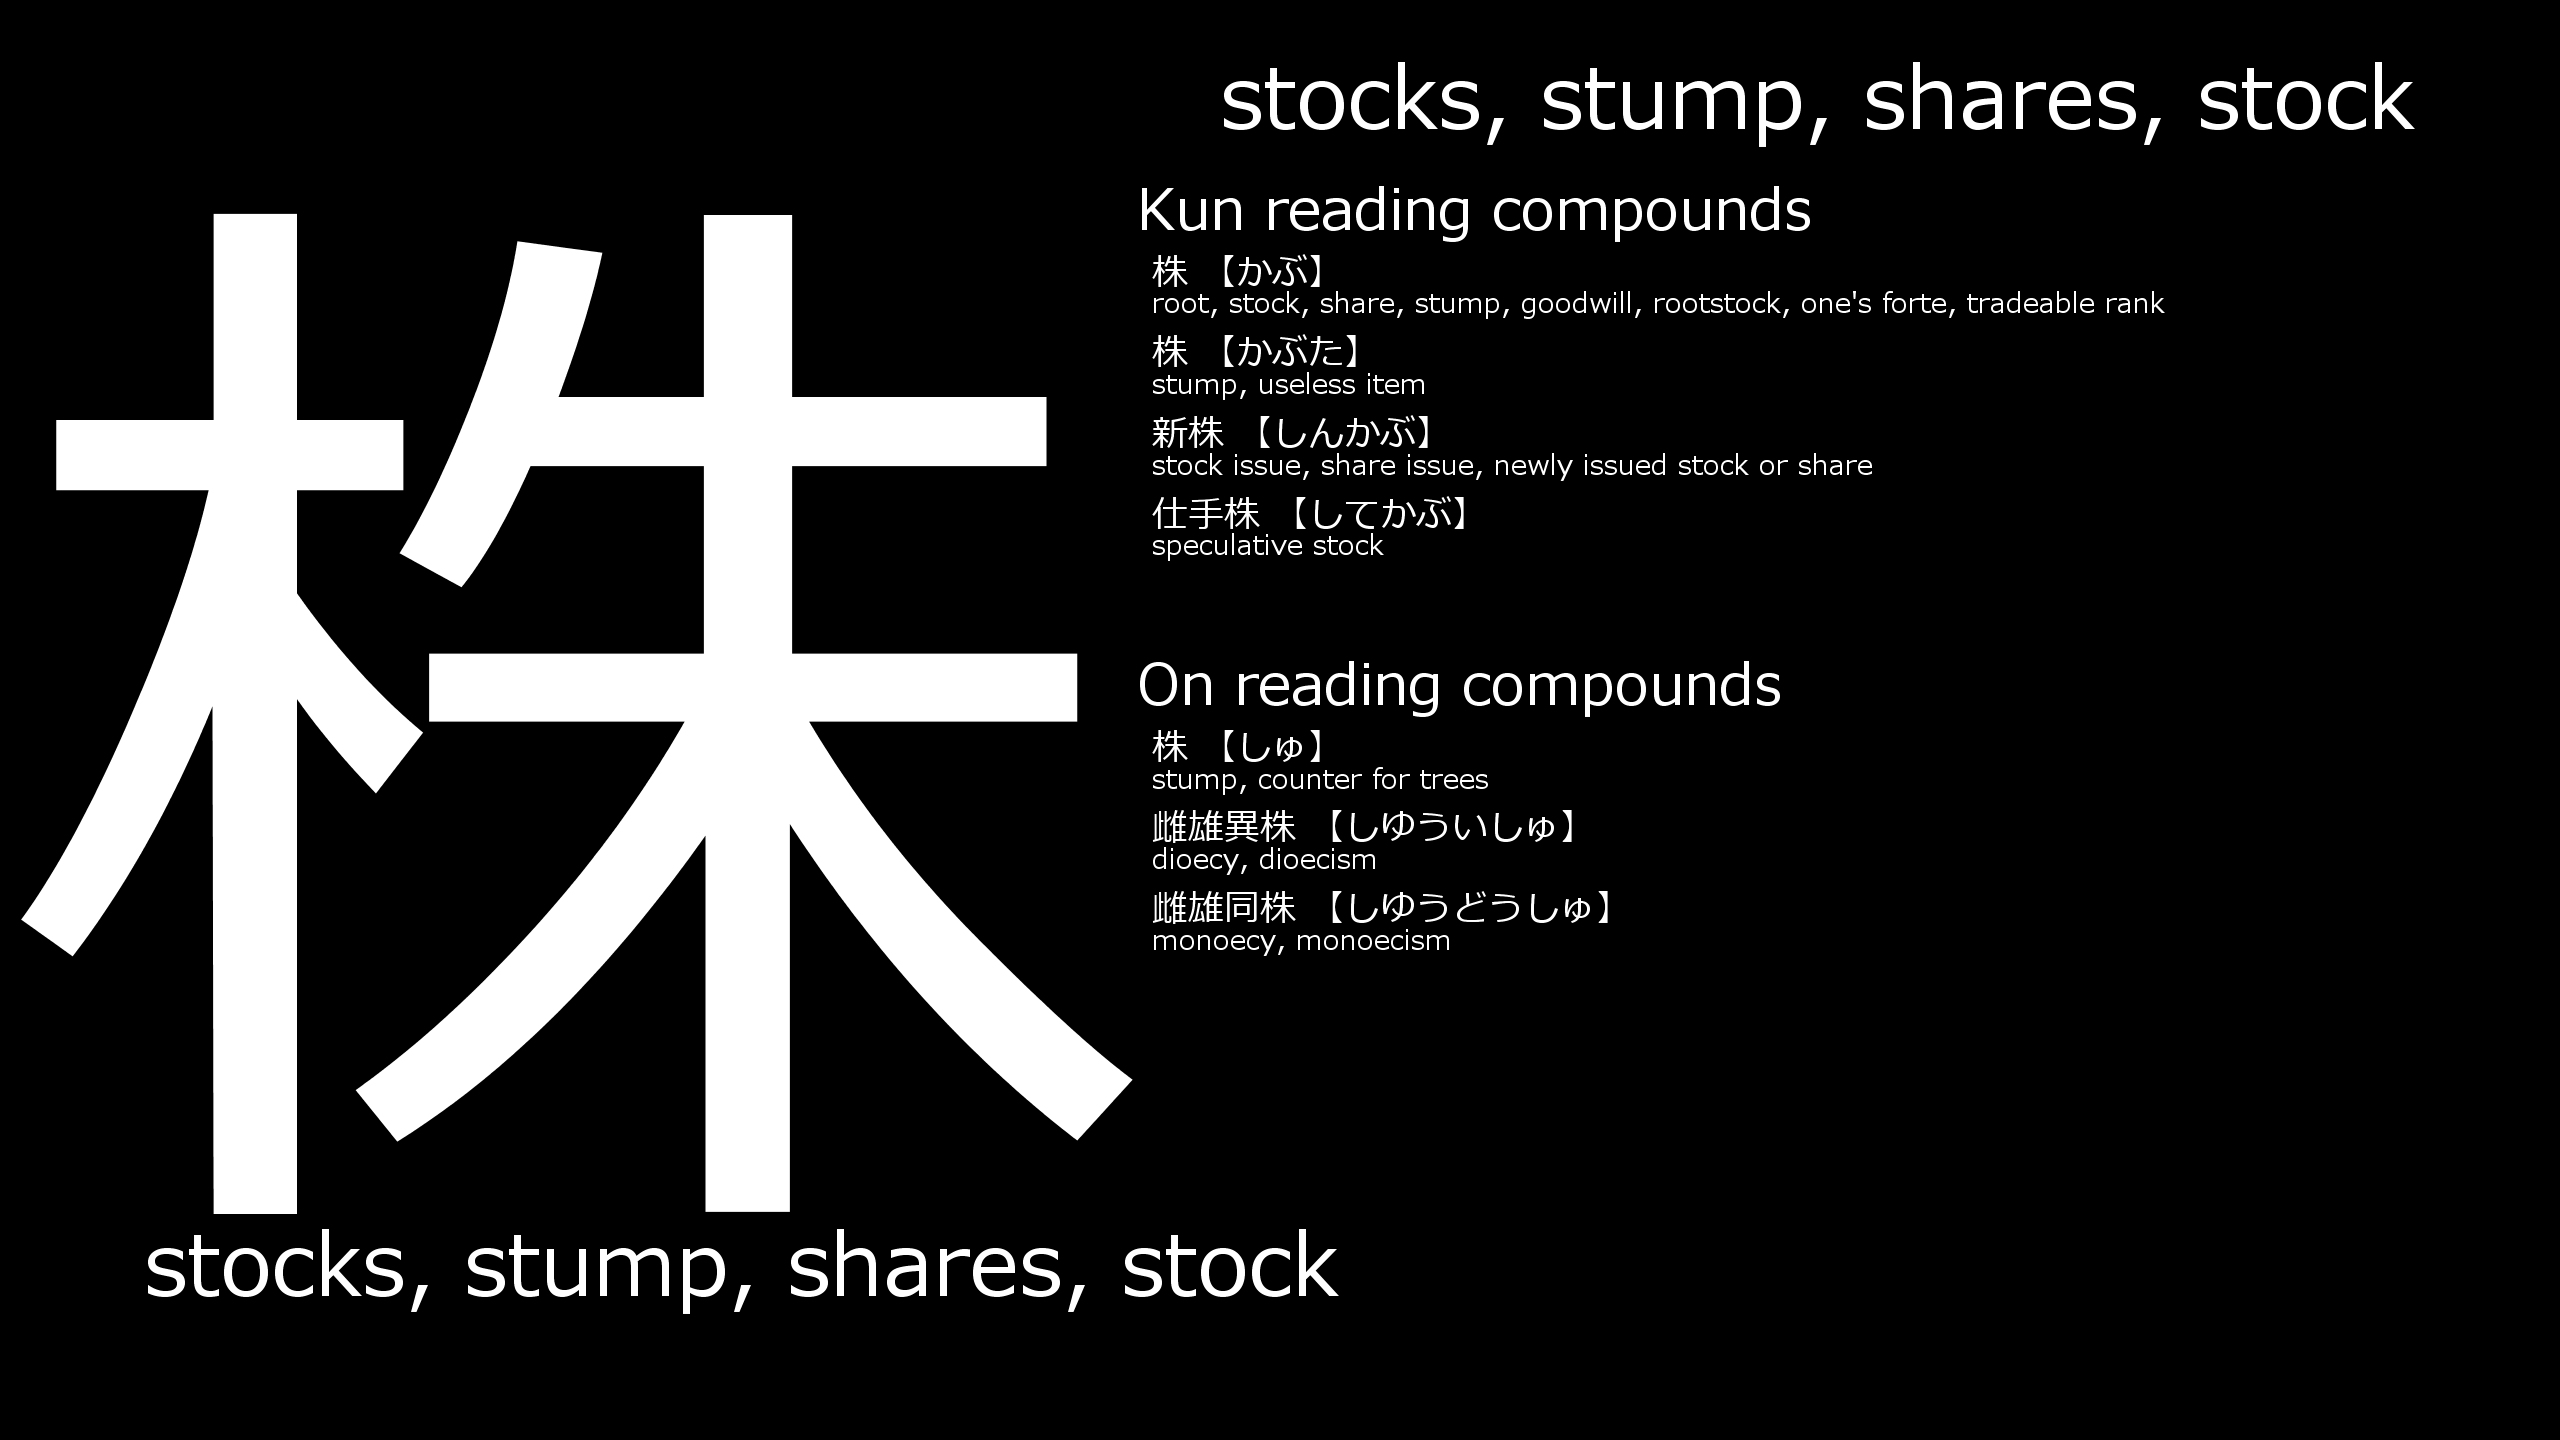 stocks, stump, shares, stock
株
Kun reading compounds
株 【かぶ】
root, stock, share, stump, goodwill, rootstock, one's forte, tradeable rank
株 【かぶた】
stump, useless item
新株 【しんかぶ】
stock issue, share issue, newly issued stock or share
仕手株 【してかぶ】
speculative stock
On reading compounds
株 【しゅ】
stump, counter for trees
雌雄異株 【しゆういしゅ】
dioecy, dioecism
雌雄同株 【しゆうどうしゅ】
monoecy, monoecism
stocks, stump, shares, stock